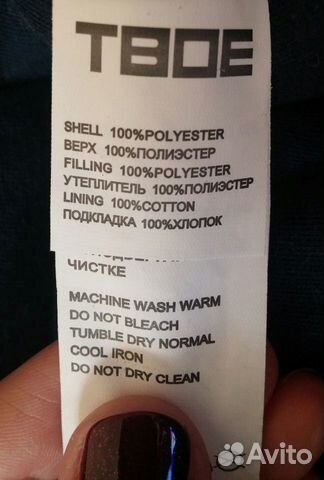 ТВОЕ
SHELL 100%POLYESTER
ВЕРХ 100%ПОЛИЭСТЕР
FILLING 100%POLYESTER
УТЕПЛИТЕЛЬ 100%ПОЛИЭСТЕР
LINING 100%COTTON
ПОДКЛАДКА 100%ХЛОПОК
ЧИСТКЕ
MACHINE WASH WARM
DO NOT BLEACH
TUMBLE DRY NORMAL
COOL IRON
DO NOT DRY CLEAN
Avito